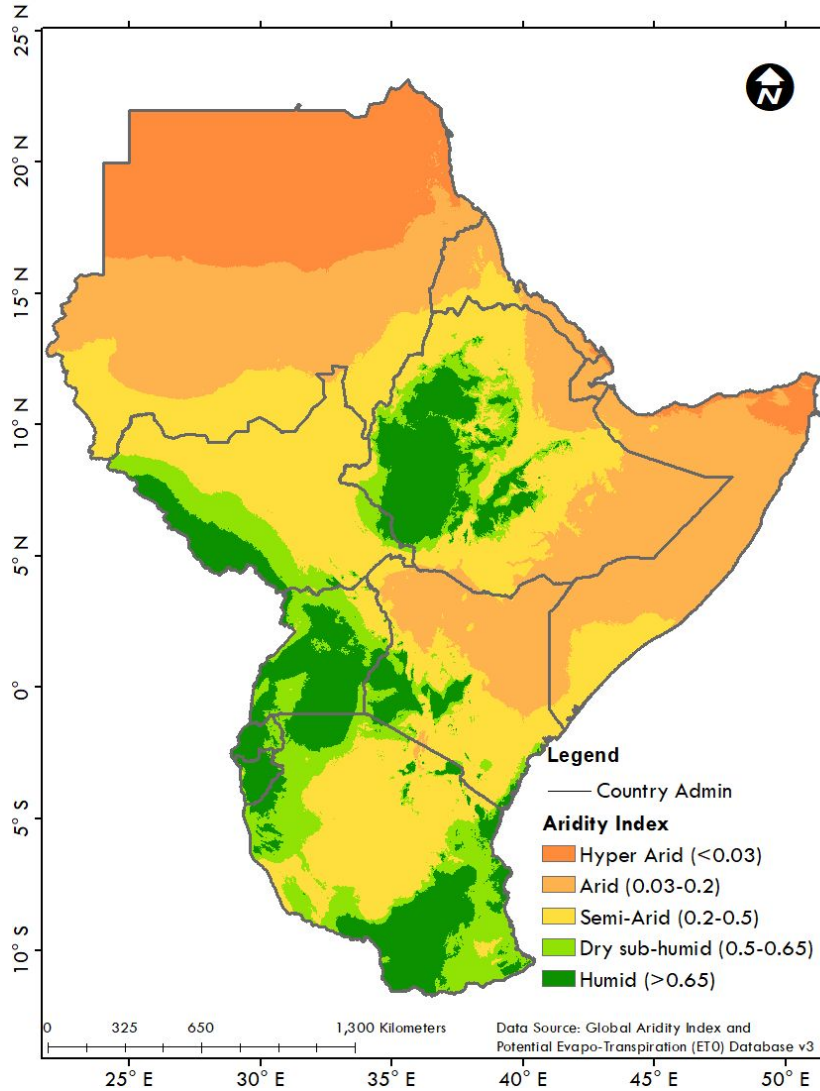 25° N
20° N
15° N
10° N
5° N
0°
5° S
10° S
N
Legend
Country Admin
Aridity Index
Hyper Arid (<0.03)
Arid (0.03-0.2)
Semi-Arid (0.2-0.5)
Dry sub-humid (0.5-0.65)
Humid (>0.65)
0 325 650 1,300 Kilometers
Data Source: Global Aridity Index and
Potential Evapo-Transpiration (ET0) Database v3
25° E 30° E 35° E 40° E 45° E 50° E